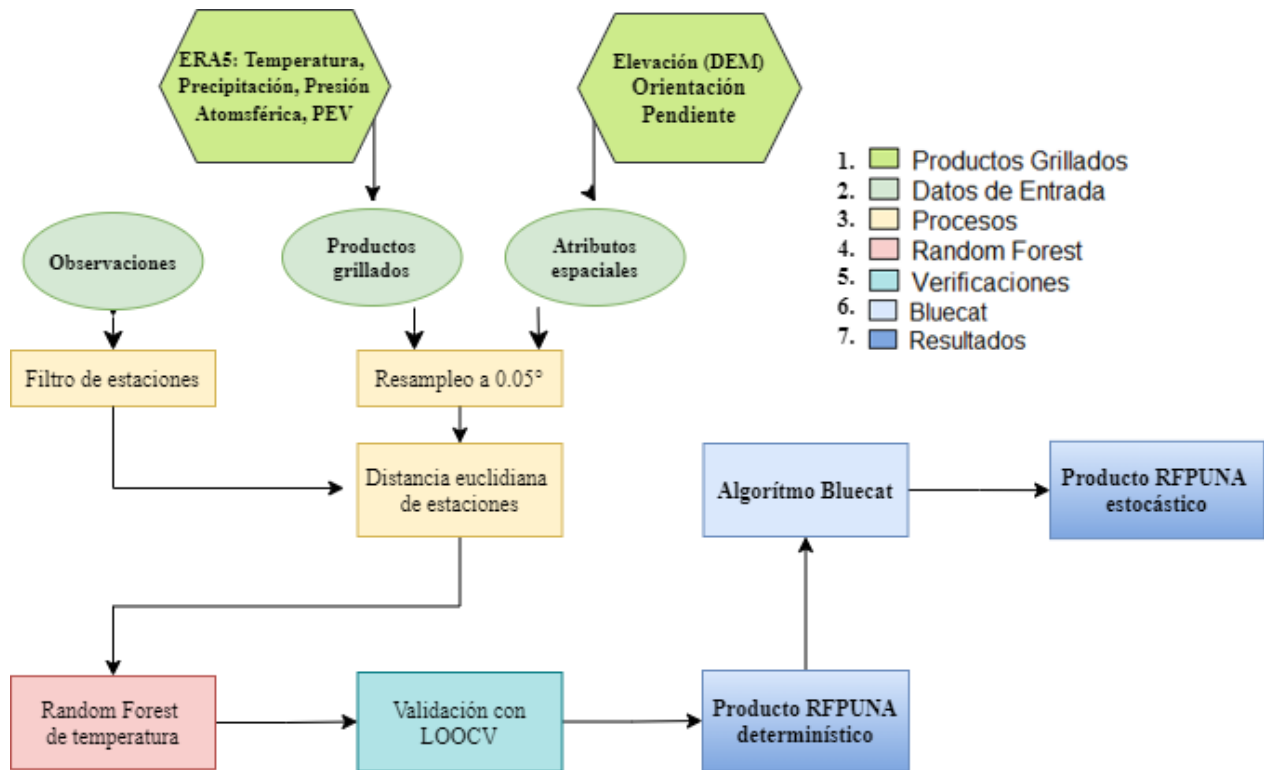 ERA5: Temperatura,
Precipitación, Presión
Atomsférica, PEV
Elevación (DEM)
Orientación
Pendiente
1. Productos Grillados
2. Datos de Entrada
3. Procesos
4. Random Forest
5. Verificaciones
6. Bluecat
7. Resultados
Observaciones
Productos
grillados
Atributos
espaciales
Filtro de estaciones
Resampleo a 0.05°
Distancia euclidiana
de estaciones
Algorítmo Bluecat
Producto RFPUNA
estocástico
Random Forest
de temperatura
Validación con
LOOCV
Producto RFPUNA
determinístico